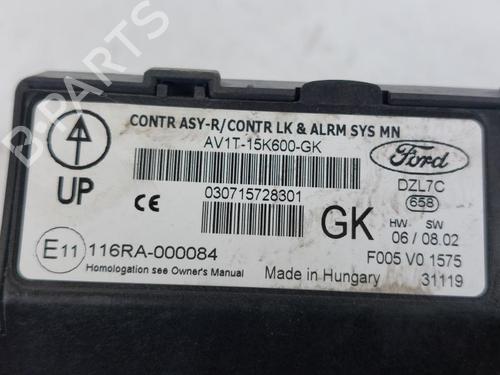 B-PARTS
CONTR ASY-R/CONTR LK & ALRM SYS MN
AV1T-15K600-GK
Ford
UP
CE
030715728301
DZL7C
658
GK
HW SW
06 / 08.02
E11 116RA-000084
F005 V0 1575
Homologation see Owner's Manual
Made in Hungary
31119